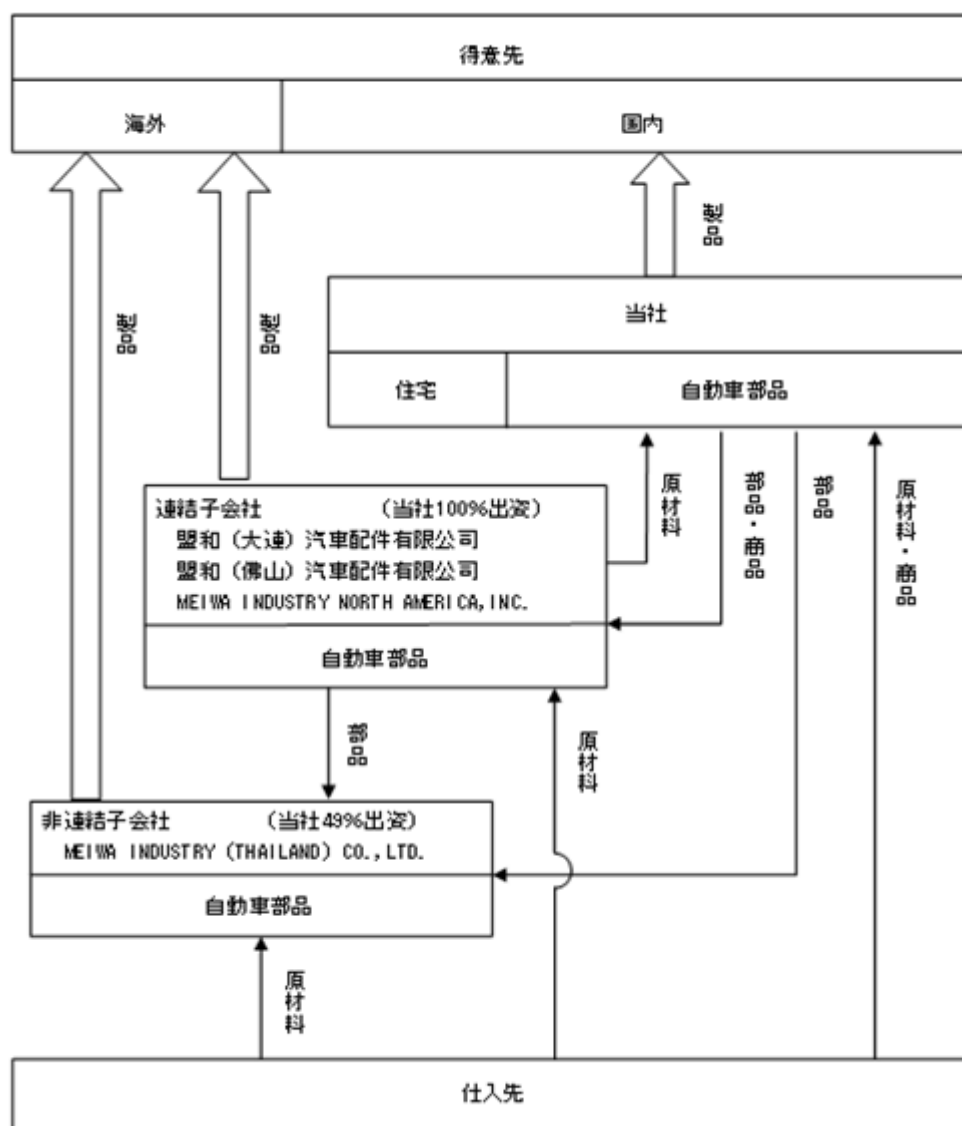 得意先
海外
国内
製品
当社
製品
製品
住宅
自動車部品
原材料
部品・商品
部品
原材料・商品
連結子会社 （当社100%出資）
盟和（大連）汽車配件有限公司
盟和（佛山）汽車配件有限公司
MEIWA INDUSTRY NORTH AMERICA,INC.
自動車部品
部品
原材料
非連結子会社 （当社49%出資）
MEIWA INDUSTRY (THAILAND) CO.,LTD.
自動車部品
原材料
仕入先